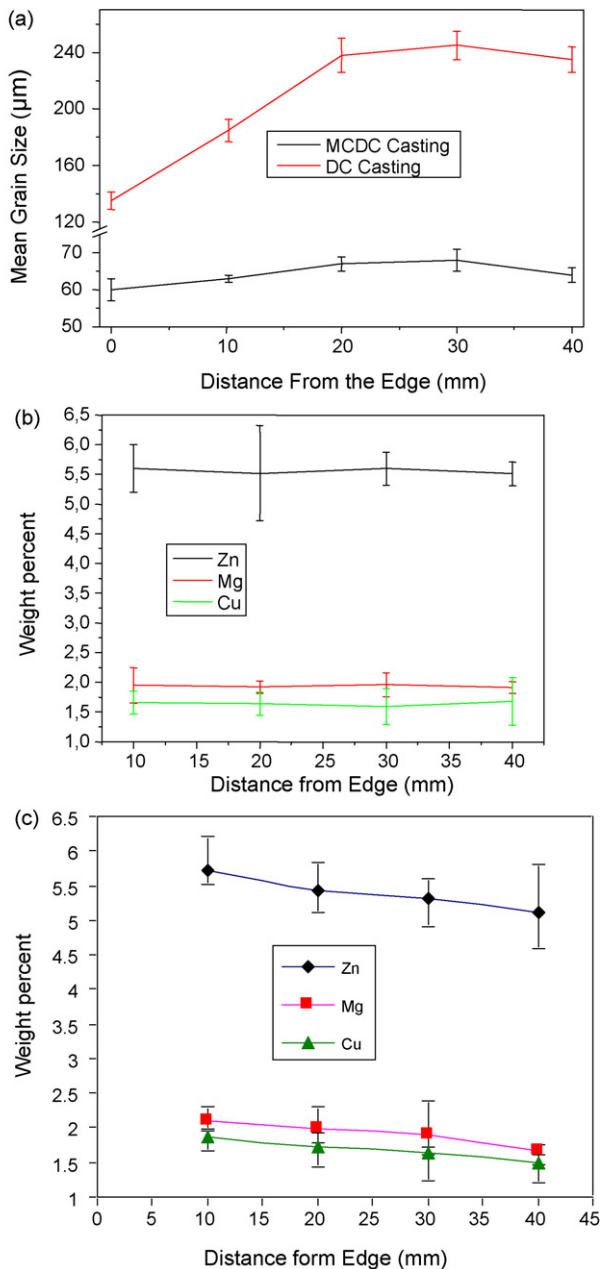 (a)
240
200
160
120
70
60
50
Mean Grain Size (µm)
MCDC Casting
DC Casting
0 10 20 30 40
Distance From the Edge (mm)
(b)
6,5
6,0
5,5
5,0
4,5
4,0
3,5
3,0
2,5
2,0
1,5
1,0
Weight percent
Zn
Mg
Cu
10 15 20 25 30 35 40
Distance from Edge (mm)
(c)
6.5
6
5.5
5
4.5
4
3.5
3
2.5
2
1.5
1
Weight percent
Zn
Mg
Cu
0 5 10 15 20 25 30 35 40 45
Distance form Edge (mm)